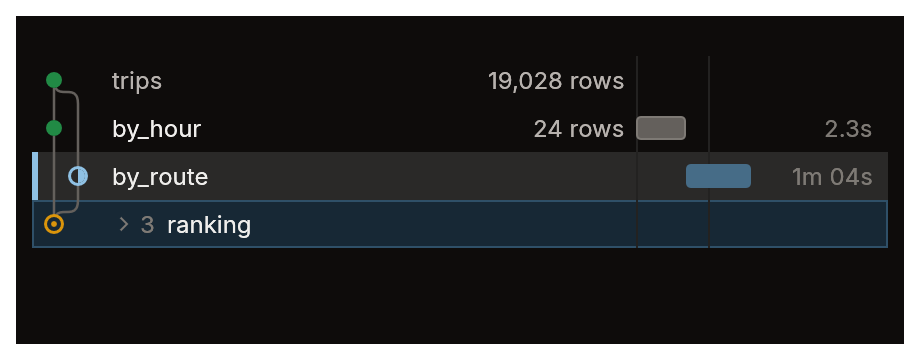 trips 19,028 rows
by_hour 24 rows 2.3s
by_route 1m 04s
3 ranking